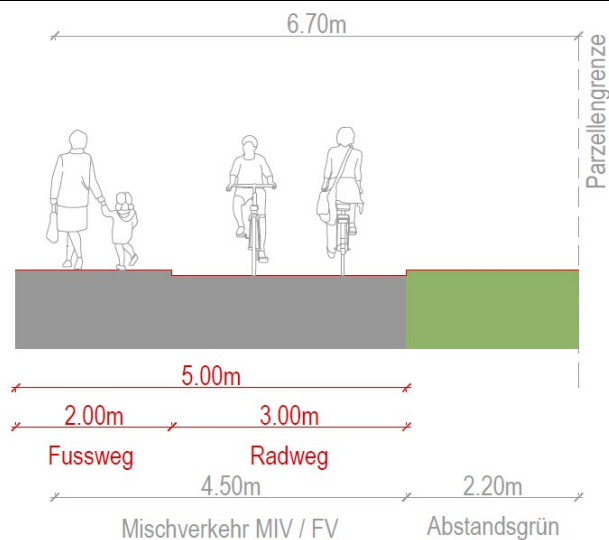 6.70m
Parzellengrenze
5.00m
2.00m 3.00m
Fussweg Radweg
4.50m 2.20m
Mischverkehr MIV / FV Abstandsgrün